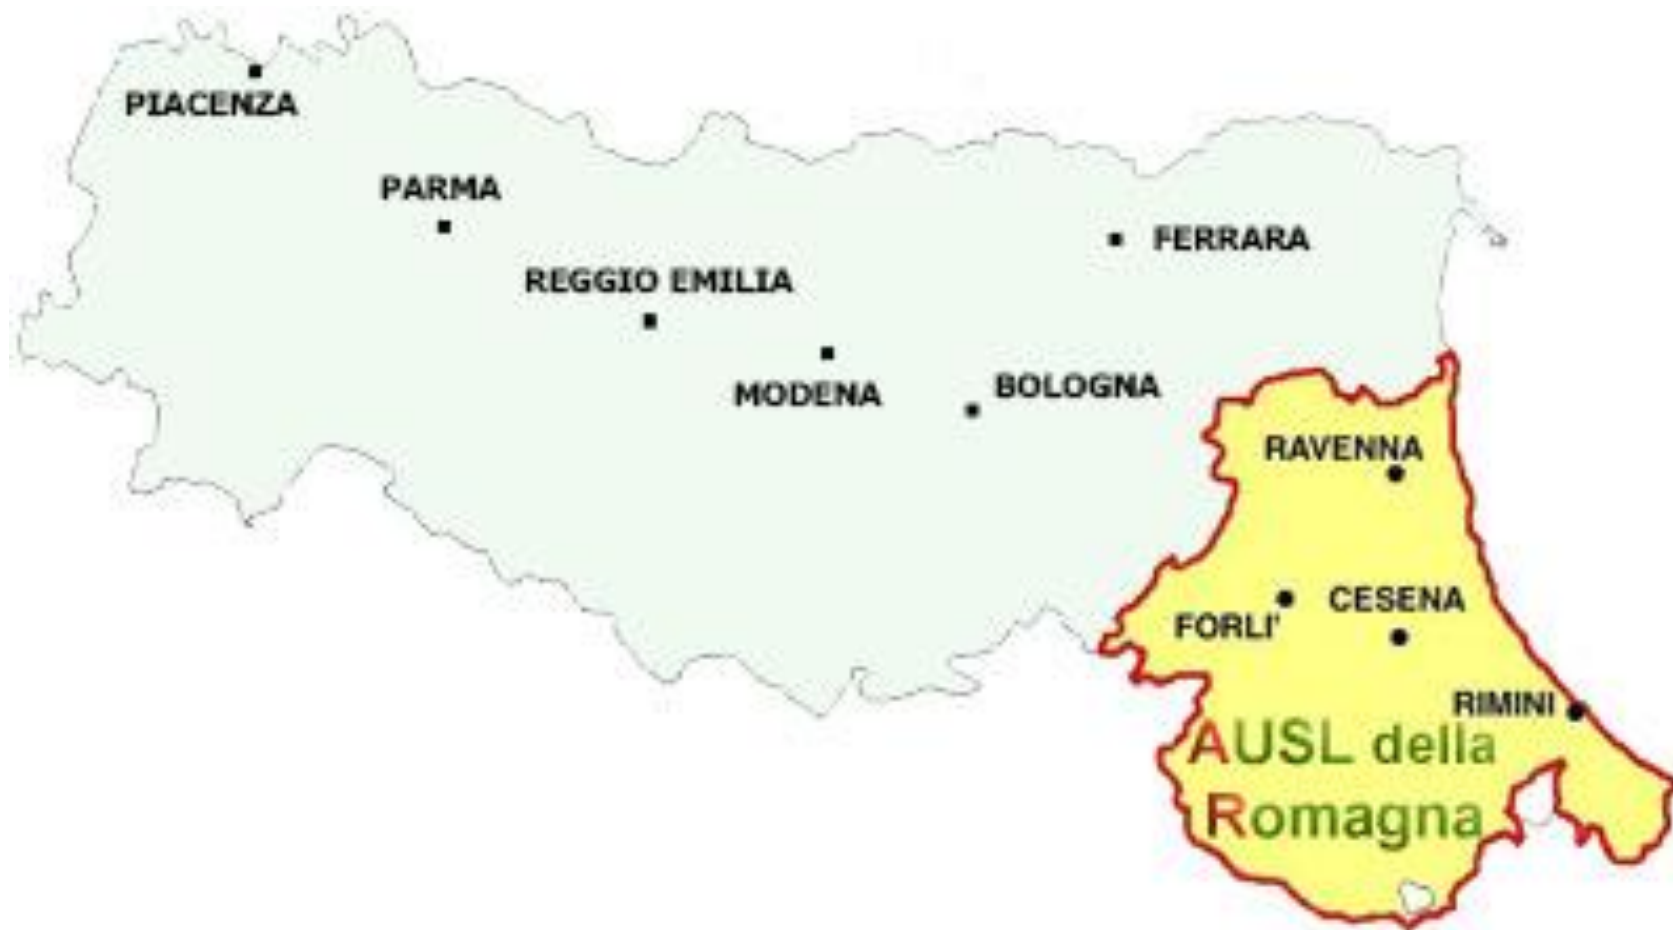 PIACENZA
PARMA
FERRARA
REGGIO EMILIA
MODENA
BOLOGNA
RAVENNA
CESENA
FORLI'
RIMINI
AUSL della
Romagna